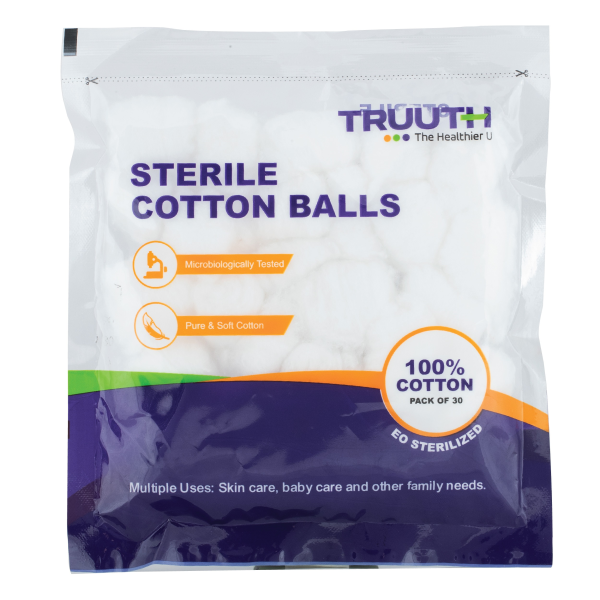 TRUUTH
The Healthier U
STERILE
COTTON BALLS
Microbiologically Tested
Pure & Soft Cotton
100%
COTTON
PACK OF 30
EO STERILIZED
Multiple Uses: Skin care, baby care and other family needs.